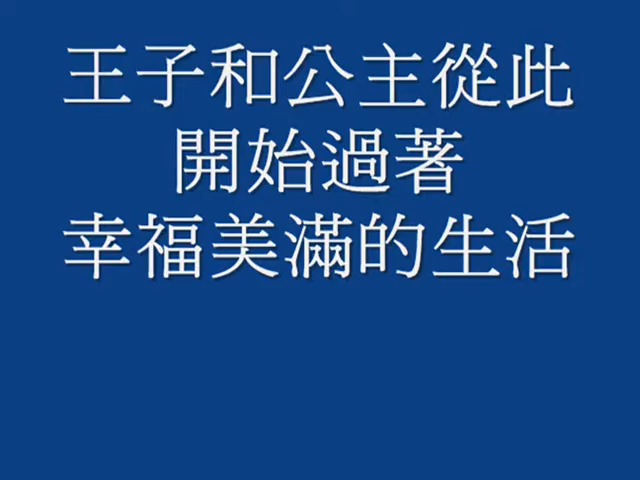 王子和公主從此
開始過著
幸福美滿的生活